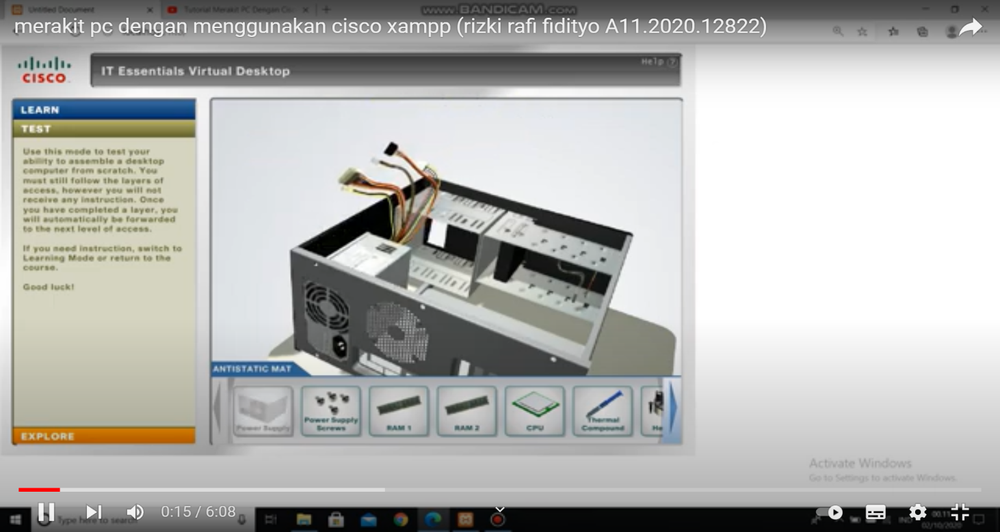 Untitled Document
Tutorial Merakit PC Dengan
www.BANDICAM.com
merakit pc dengan menggunakan cisco xampp (rizki rafi fidityo A11.2020.12822)
CISCO
IT Essentials Virtual Desktop
Help ?
LEARN
TEST
Use this mode to test your
ability to assemble a desktop
computer from scratch. You
must still follow the layers of
access, however you will not
receive any instruction. Once
you have completed a layer, you
will automatically be forwarded
to the next level of access.
If you need instruction, switch to
Learning Mode or return to the
course.
Good luck!
EXPLORE
ANTISTATIC MAT
Power Supply
Power Supply
Screws
RAM 1
RAM 2
CPU
Thermal
Compound
He
Activate Windows
Go to Settings to activate Windows.
0:15 / 6:08
Type here to search
02/10/2020